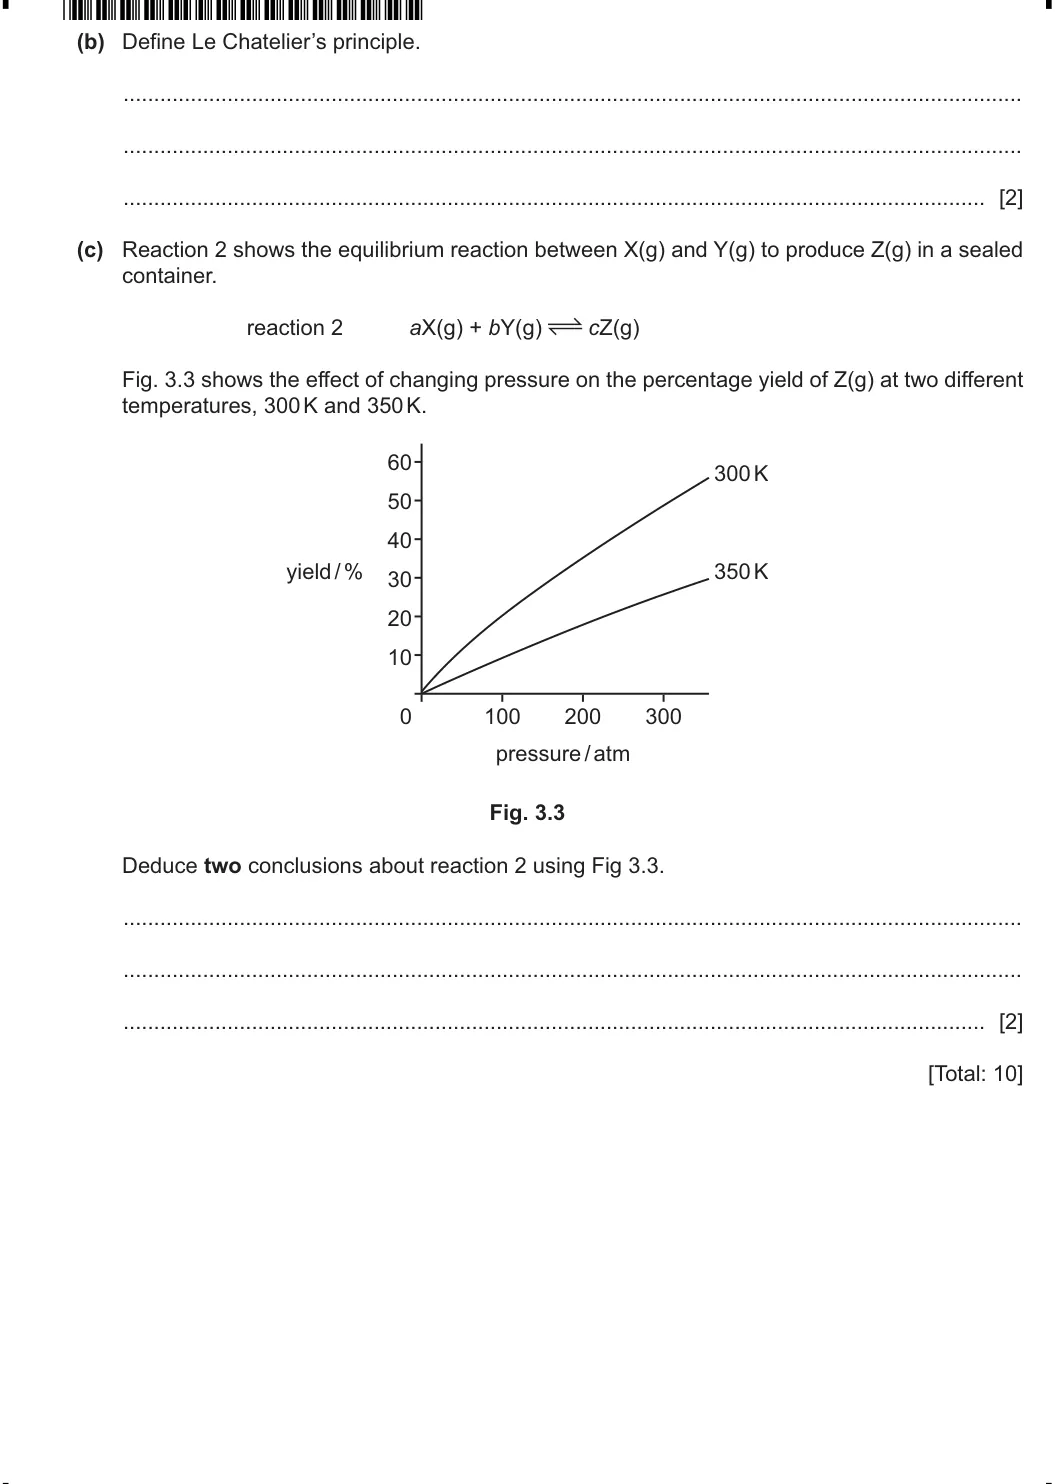 (b) Define Le Chatelier’s principle.
....................................................................................................................................................
....................................................................................................................................................
.............................................................................................................................................. [2]
(c) Reaction 2 shows the equilibrium reaction between X(g) and Y(g) to produce Z(g) in a sealed
container.
reaction 2 aX(g) + bY(g) ⇌ cZ(g)
Fig. 3.3 shows the effect of changing pressure on the percentage yield of Z(g) at two different
temperatures, 300 K and 350 K.
60
300 K
50
40
yield / %
30
350 K
20
10
0 100 200 300
pressure / atm
Fig. 3.3
Deduce two conclusions about reaction 2 using Fig 3.3.
....................................................................................................................................................
....................................................................................................................................................
.............................................................................................................................................. [2]
[Total: 10]